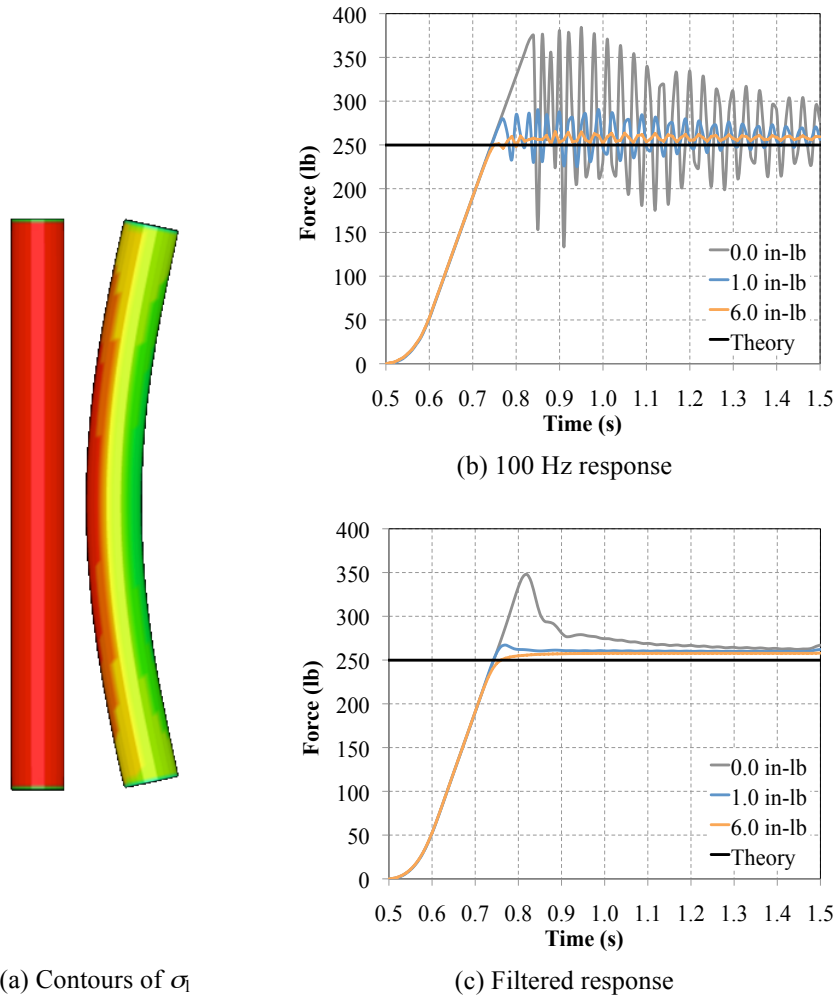 400
350
300
250
200
150
100
50
0
Force (lb)
0.0 in-lb
1.0 in-lb
6.0 in-lb
Theory
0.5 0.6 0.7 0.8 0.9 1.0 1.1 1.2 1.3 1.4 1.5
Time (s)
(b) 100 Hz response
400
350
300
250
200
150
100
50
0
Force (lb)
0.0 in-lb
1.0 in-lb
6.0 in-lb
Theory
0.5 0.6 0.7 0.8 0.9 1.0 1.1 1.2 1.3 1.4 1.5
Time (s)
(a) Contours of σ₁
(c) Filtered response